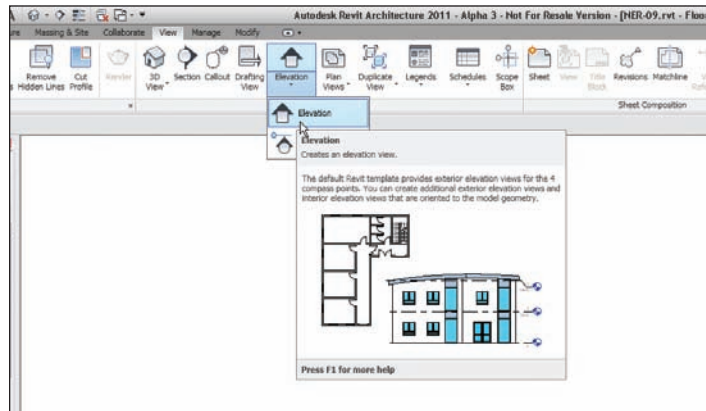 Autodesk Revit Architecture 2011 - Alpha 3 - Not For Resale Version - [NER-09.rvt - Floor
Massing & Site Collaborate View Manage Modify
Remove Hidden Lines
Cut Profile
Render
3D View
Section
Callout
Drafting View
Elevation
Plan Views
Duplicate View
Legends
Schedules
Scope Box
Sheet
View
Title Block
Revisions
Matchline
Sheet Composition
Elevation
Elevation
Creates an elevation view.
The default Revit template provides exterior elevation views for the 4
compass points. You can create additional exterior elevation views and
interior elevation views that are oriented to the model geometry.
Press F1 for more help